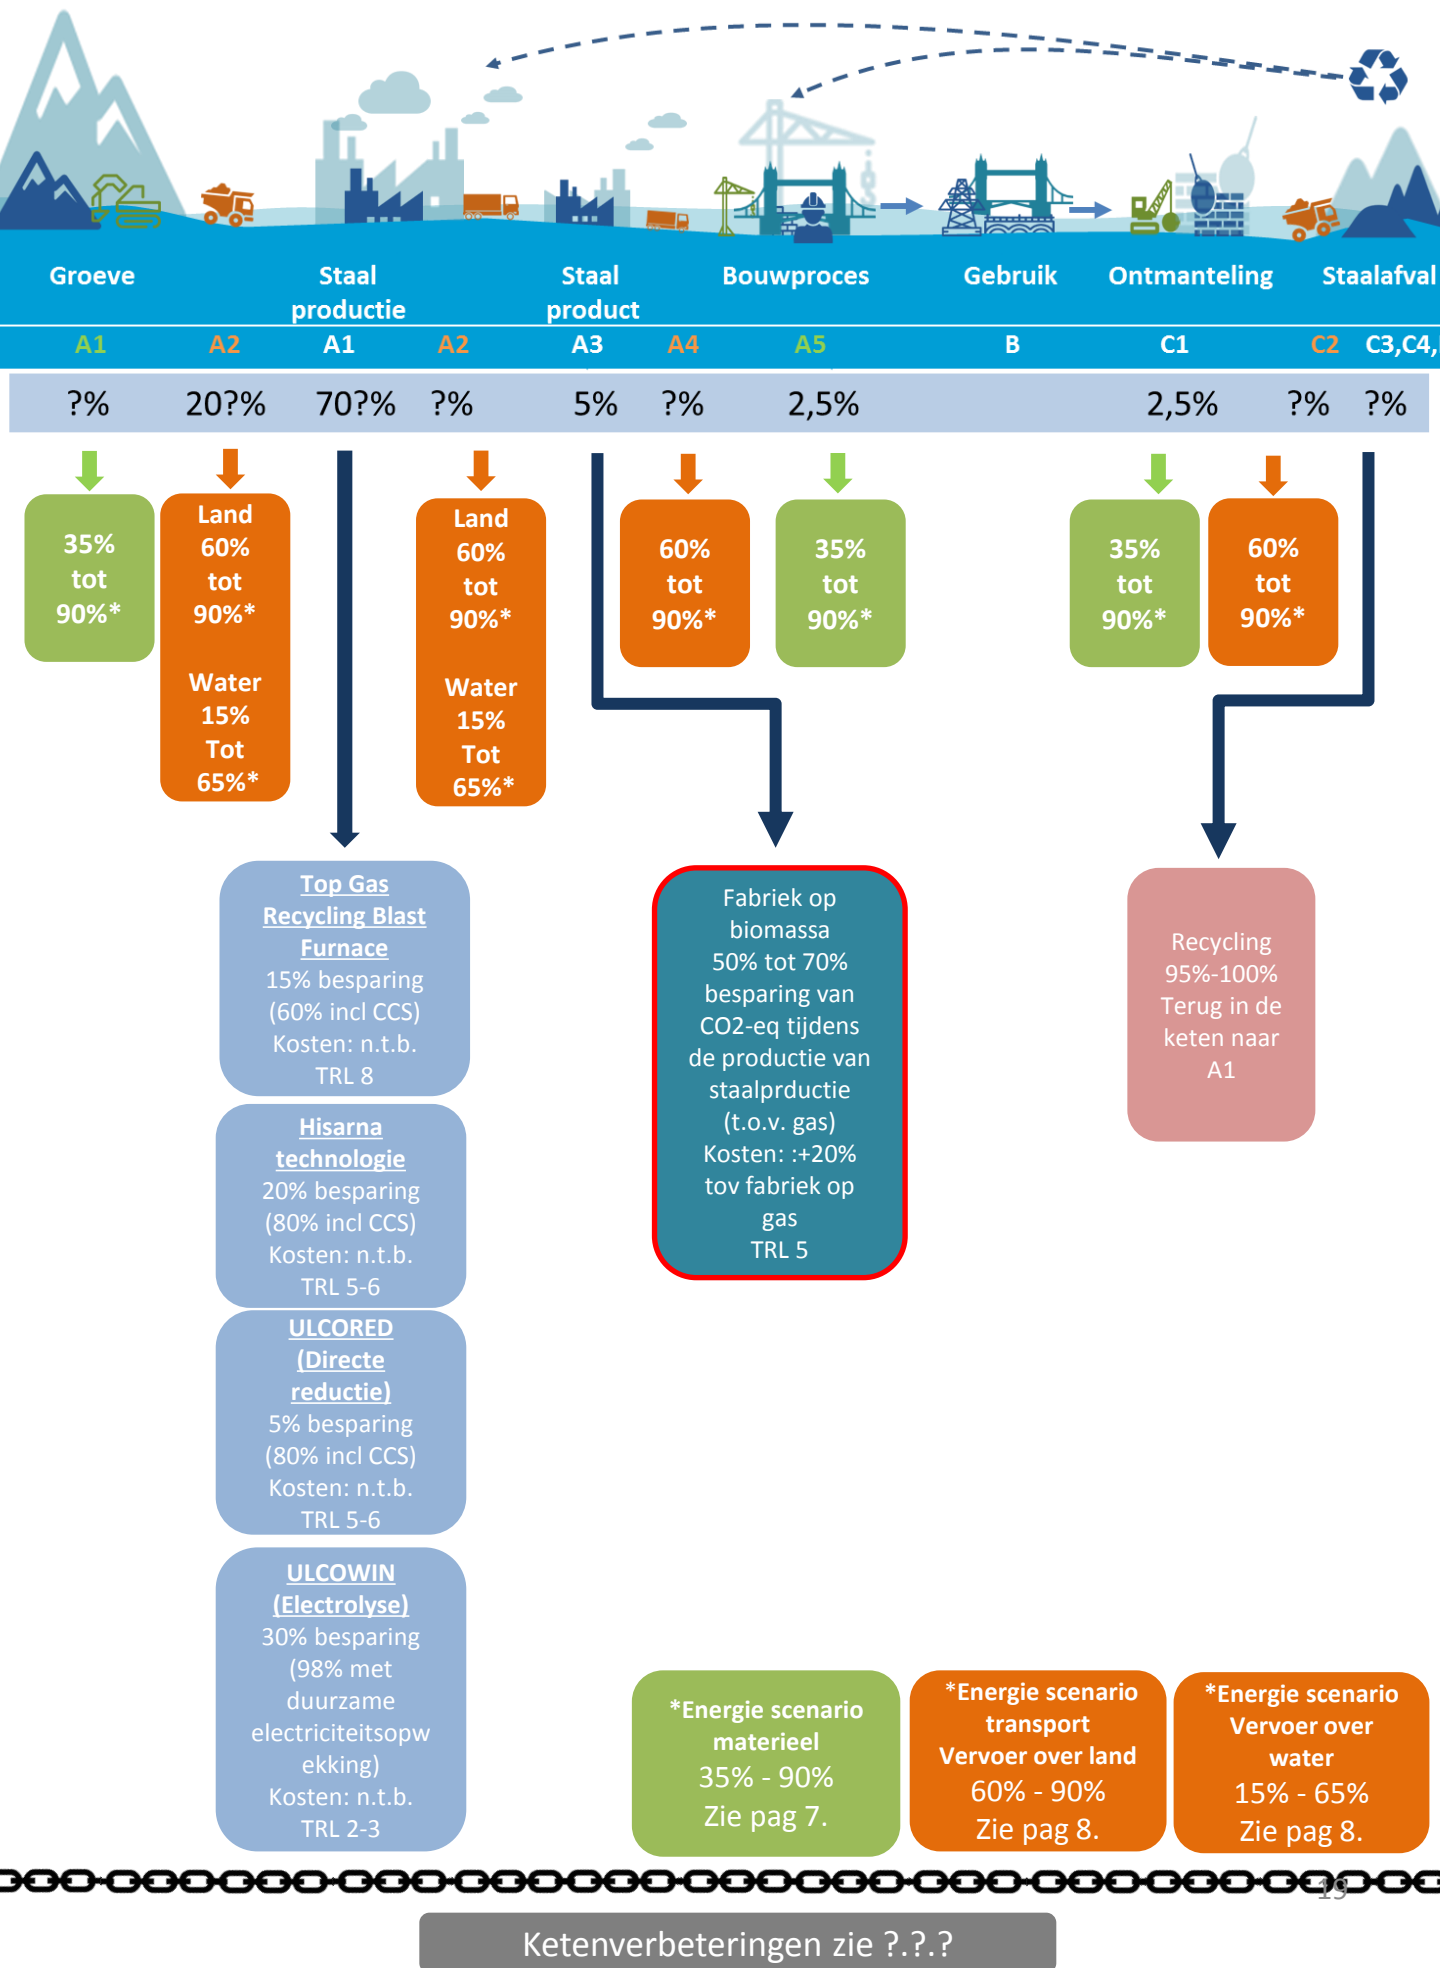 Groeve
Staal
productie
Staal
product
Bouwproces
Gebruik
Ontmanteling
Staalafval
A1 A2 A1 A2 A3 A4 A5 B C1 C2 C3,C4,
?% 20?% 70?% ?% 5% ?% 2,5% 2,5% ?% ?%
35%
tot
90%*
Land
60%
tot
90%*
Water
15%
Tot
65%*
Land
60%
tot
90%*
Water
15%
Tot
65%*
60%
tot
90%*
35%
tot
90%*
35%
tot
90%*
60%
tot
90%*
Top Gas
Recycling Blast
Furnace
15% besparing
(60% incl CCS)
Kosten: n.t.b.
TRL 8
Hisarna
technologie
20% besparing
(80% incl CCS)
Kosten: n.t.b.
TRL 5-6
ULCORED
(Directe
reductie)
5% besparing
(80% incl CCS)
Kosten: n.t.b.
TRL 5-6
ULCOWIN
(Electrolyse)
30% besparing
(98% met
duurzame
electriciteitsopw
ekking)
Kosten: n.t.b.
TRL 2-3
Fabriek op
biomassa
50% tot 70%
besparing van
CO2-eq tijdens
de productie van
staalprductie
(t.o.v. gas)
Kosten: :+20%
tov fabriek op
gas
TRL 5
Recycling
95%-100%
Terug in de
keten naar
A1
*Energie scenario
materieel
35% - 90%
Zie pag 7.
*Energie scenario
transport
Vervoer over land
60% - 90%
Zie pag 8.
*Energie scenario
Vervoer over
water
15% - 65%
Zie pag 8.
19
Ketenverbeteringen zie ?.?.?